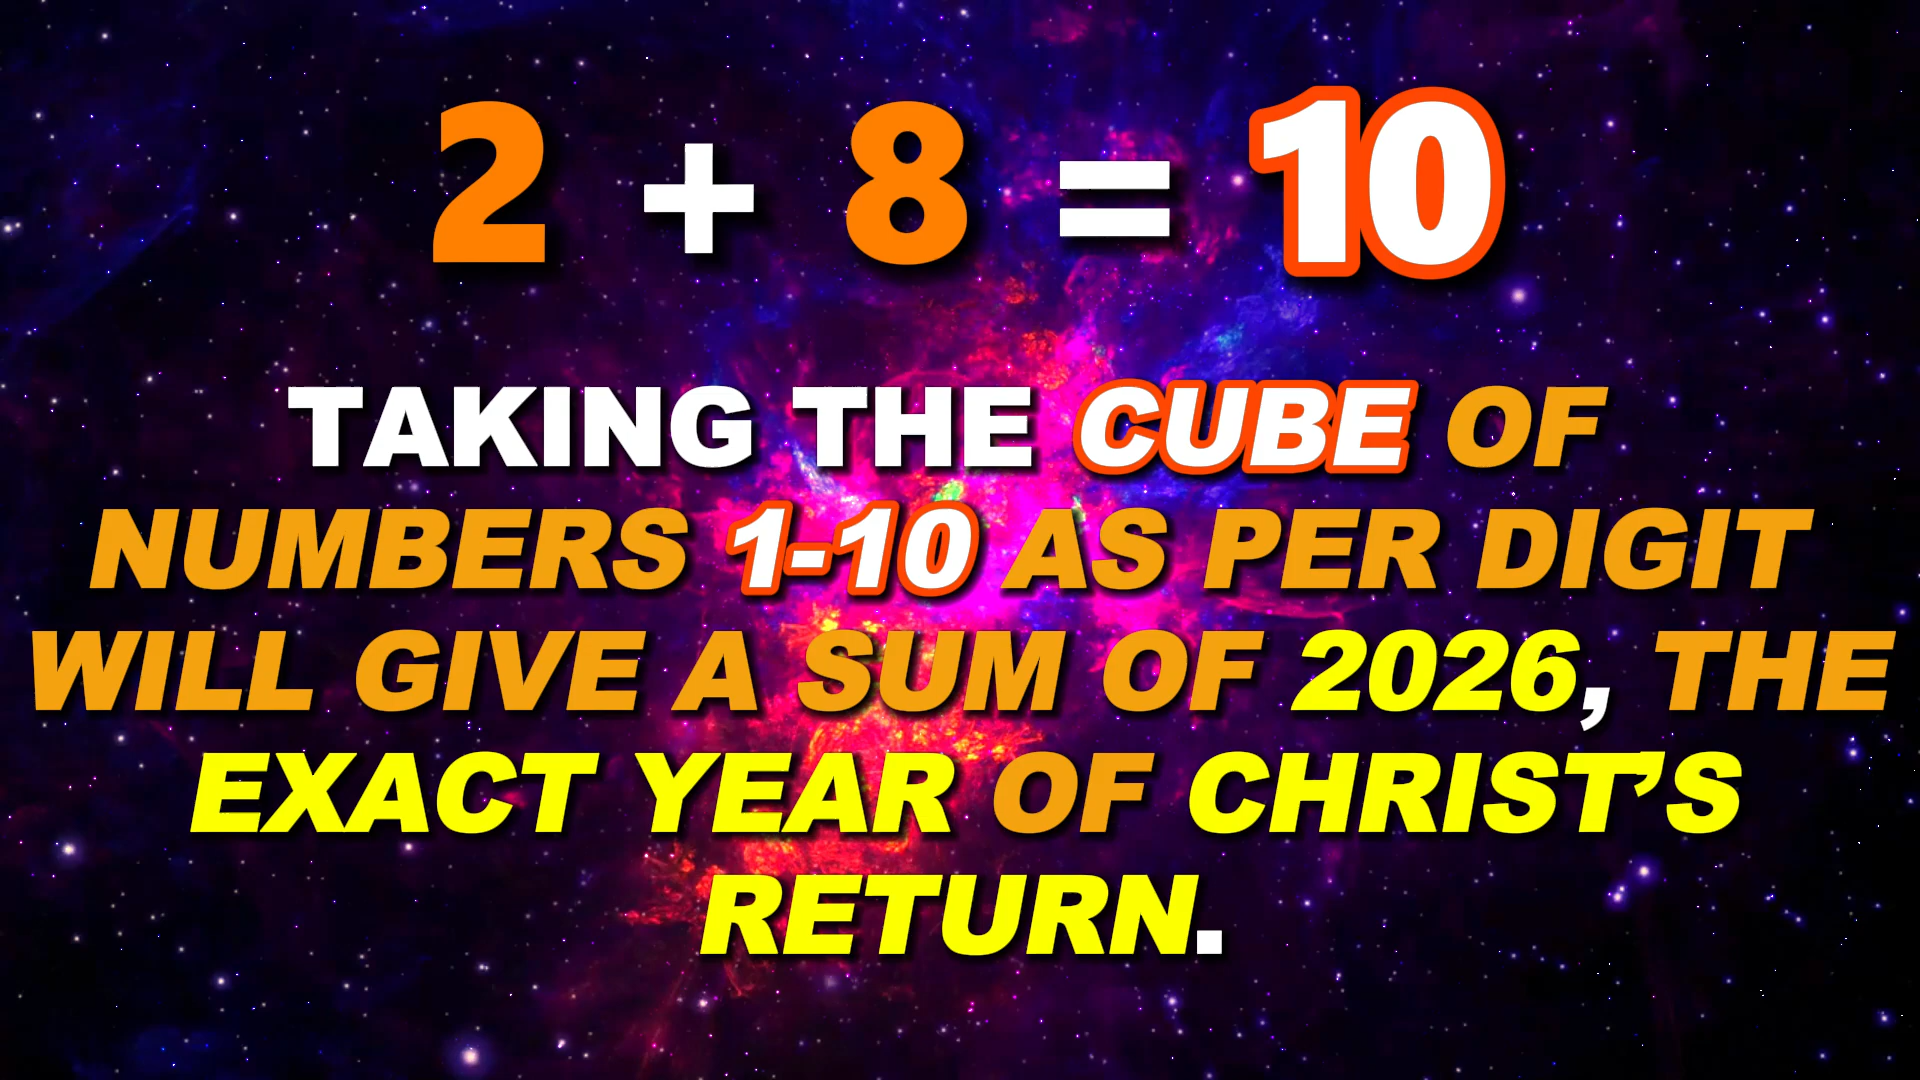 2 + 8 = 10
TAKING THE CUBE OF
NUMBERS 1-10 AS PER DIGIT
WILL GIVE A SUM OF 2026, THE
EXACT YEAR OF CHRIST’S
RETURN.